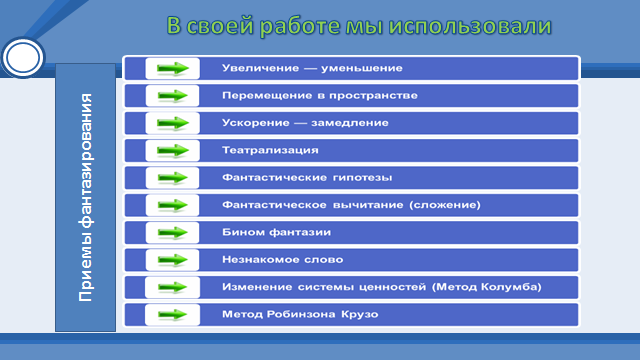 В своей работе мы использовали
Приемы фантазирования
Увеличение — уменьшение
Перемещение в пространстве
Ускорение — замедление
Театрализация
Фантастические гипотезы
Фантастическое вычитание (сложение)
Бином фантазии
Незнакомое слово
Изменение системы ценностей (Метод Колумба)
Метод Робинзона Крузо